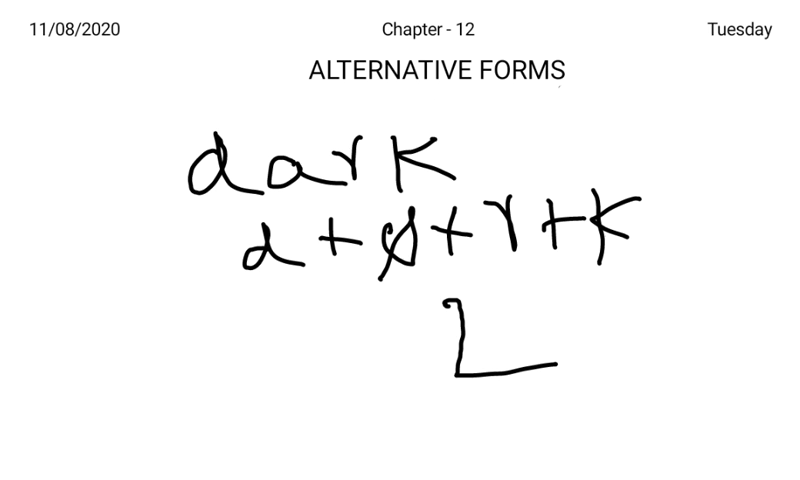 11/08/2020 Chapter - 12 Tuesday
ALTERNATIVE FORMS
dark
d + a + r + k
L